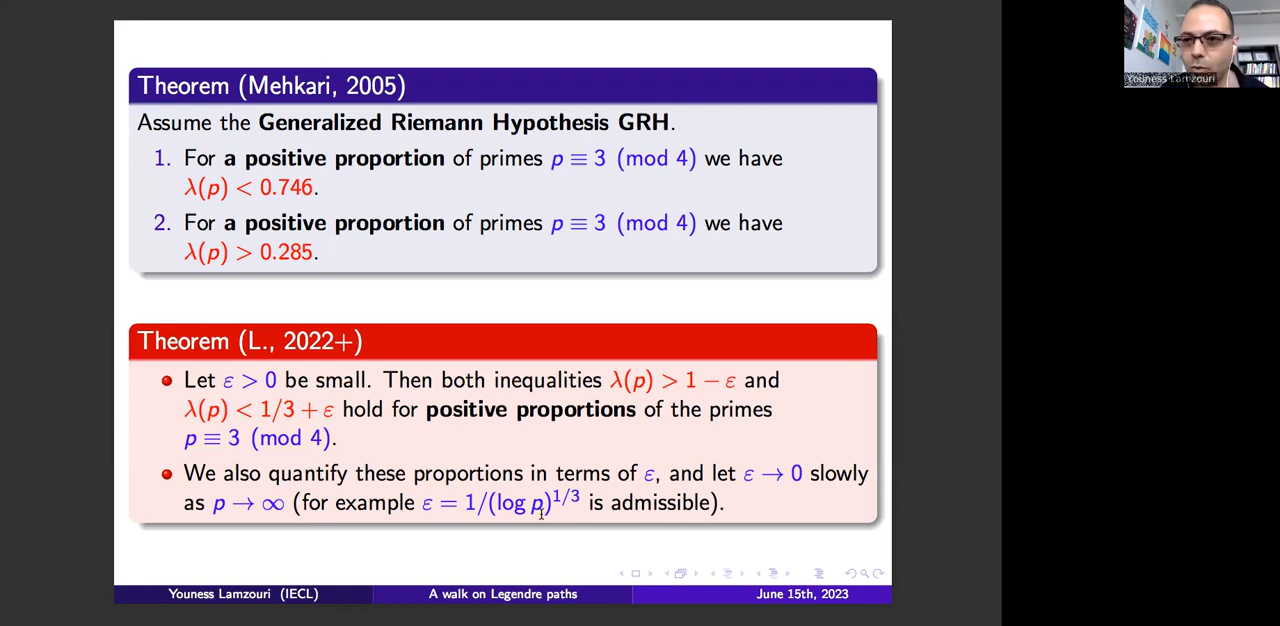 Theorem (Mehkari, 2005)
Assume the Generalized Riemann Hypothesis GRH.
1. For a positive proportion of primes p ≡ 3 (mod 4) we have
λ(p) < 0.746.
2. For a positive proportion of primes p ≡ 3 (mod 4) we have
λ(p) > 0.285.
Theorem (L., 2022+)
Let ε > 0 be small. Then both inequalities λ(p) > 1 − ε and
λ(p) < 1/3 + ε hold for positive proportions of the primes
p ≡ 3 (mod 4).
We also quantify these proportions in terms of ε, and let ε → 0 slowly
as p → ∞ (for example ε = 1/(log p)^{1/3} is admissible).
Youness Lamzouri (IECL) A walk on Legendre paths June 15th, 2023
Youness Lamzouri